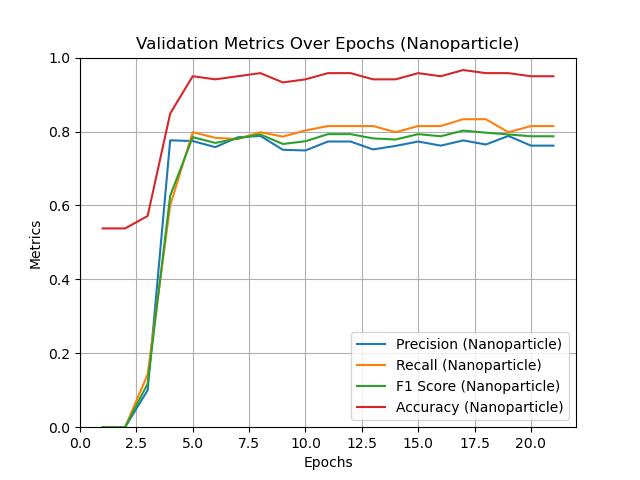 Validation Metrics Over Epochs (Nanoparticle)
1.0
0.8
0.6
0.4
0.2
0.0
Metrics
Precision (Nanoparticle)
Recall (Nanoparticle)
F1 Score (Nanoparticle)
Accuracy (Nanoparticle)
0.0 2.5 5.0 7.5 10.0 12.5 15.0 17.5 20.0
Epochs